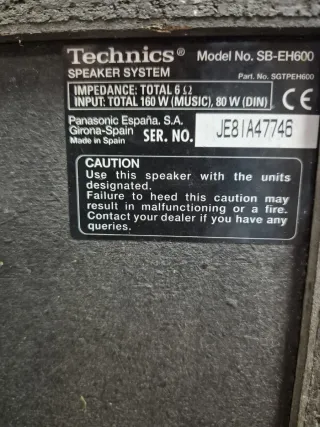 Technics® Model No. SB-EH600
SPEAKER SYSTEM Part. No. SGTPEH600
IMPEDANCE: TOTAL 6 Ω
INPUT: TOTAL 160 W (MUSIC), 80 W (DIN)
CE
Panasonic España, S.A.
Girona-Spain
Made in Spain
SER. NO. JE8IA47746
CAUTION
Use this speaker with the units
designated.
Failure to heed this caution may
result in malfunctioning or a fire.
Contact your dealer if you have any
queries.